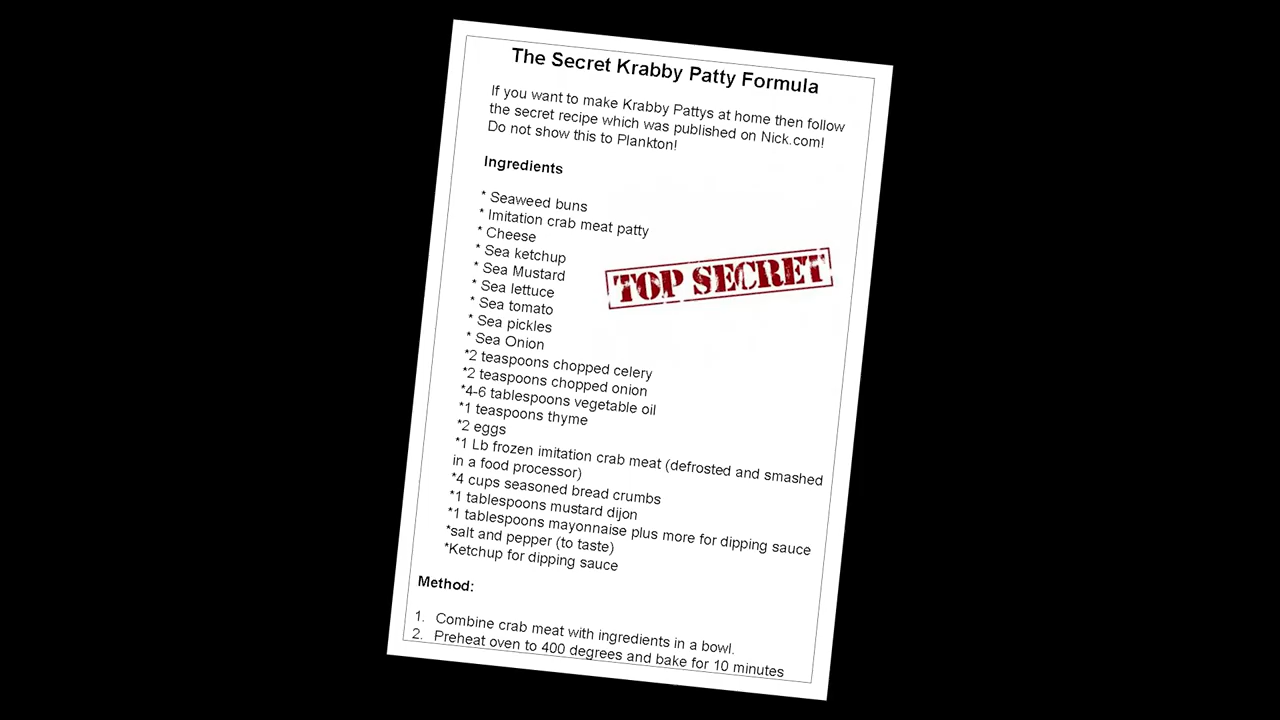 The Secret Krabby Patty Formula
If you want to make Krabby Pattys at home then follow
the secret recipe which was published on Nick.com!
Do not show this to Plankton!
Ingredients
* Seaweed buns
* Imitation crab meat patty
* Cheese
* Sea ketchup
* Sea Mustard
* Sea lettuce
* Sea tomato
* Sea pickles
* Sea Onion
TOP SECRET
*2 teaspoons chopped celery
*2 teaspoons chopped onion
*4-6 tablespoons vegetable oil
*1 teaspoons thyme
*2 eggs
*1 Lb frozen imitation crab meat (defrosted and smashed
in a food processor)
*4 cups seasoned bread crumbs
*1 tablespoons mustard dijon
*1 tablespoons mayonnaise plus more for dipping sauce
*salt and pepper (to taste)
*Ketchup for dipping sauce
Method:
1. Combine crab meat with ingredients in a bowl.
2. Preheat oven to 400 degrees and bake for 10 minutes